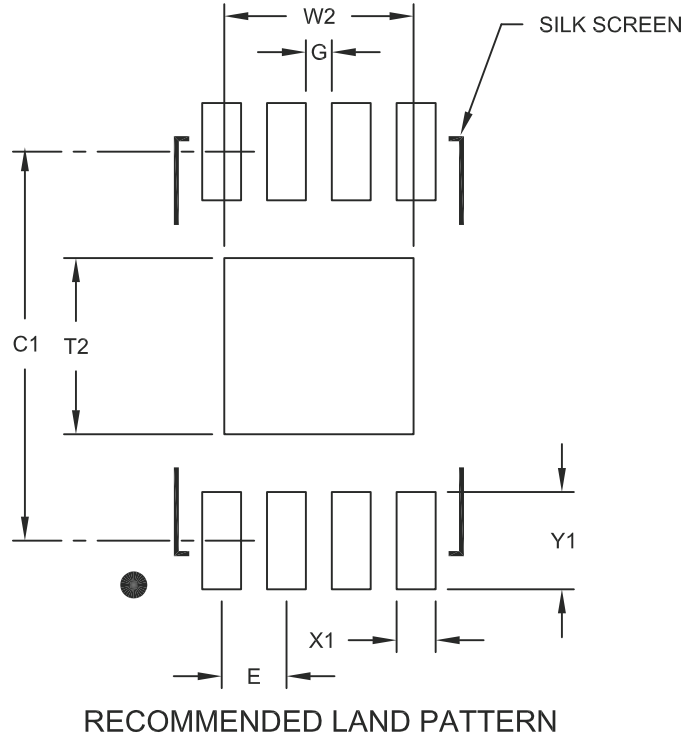 W2
SILK SCREEN
G
C1
T2
Y1
X1
E
RECOMMENDED LAND PATTERN